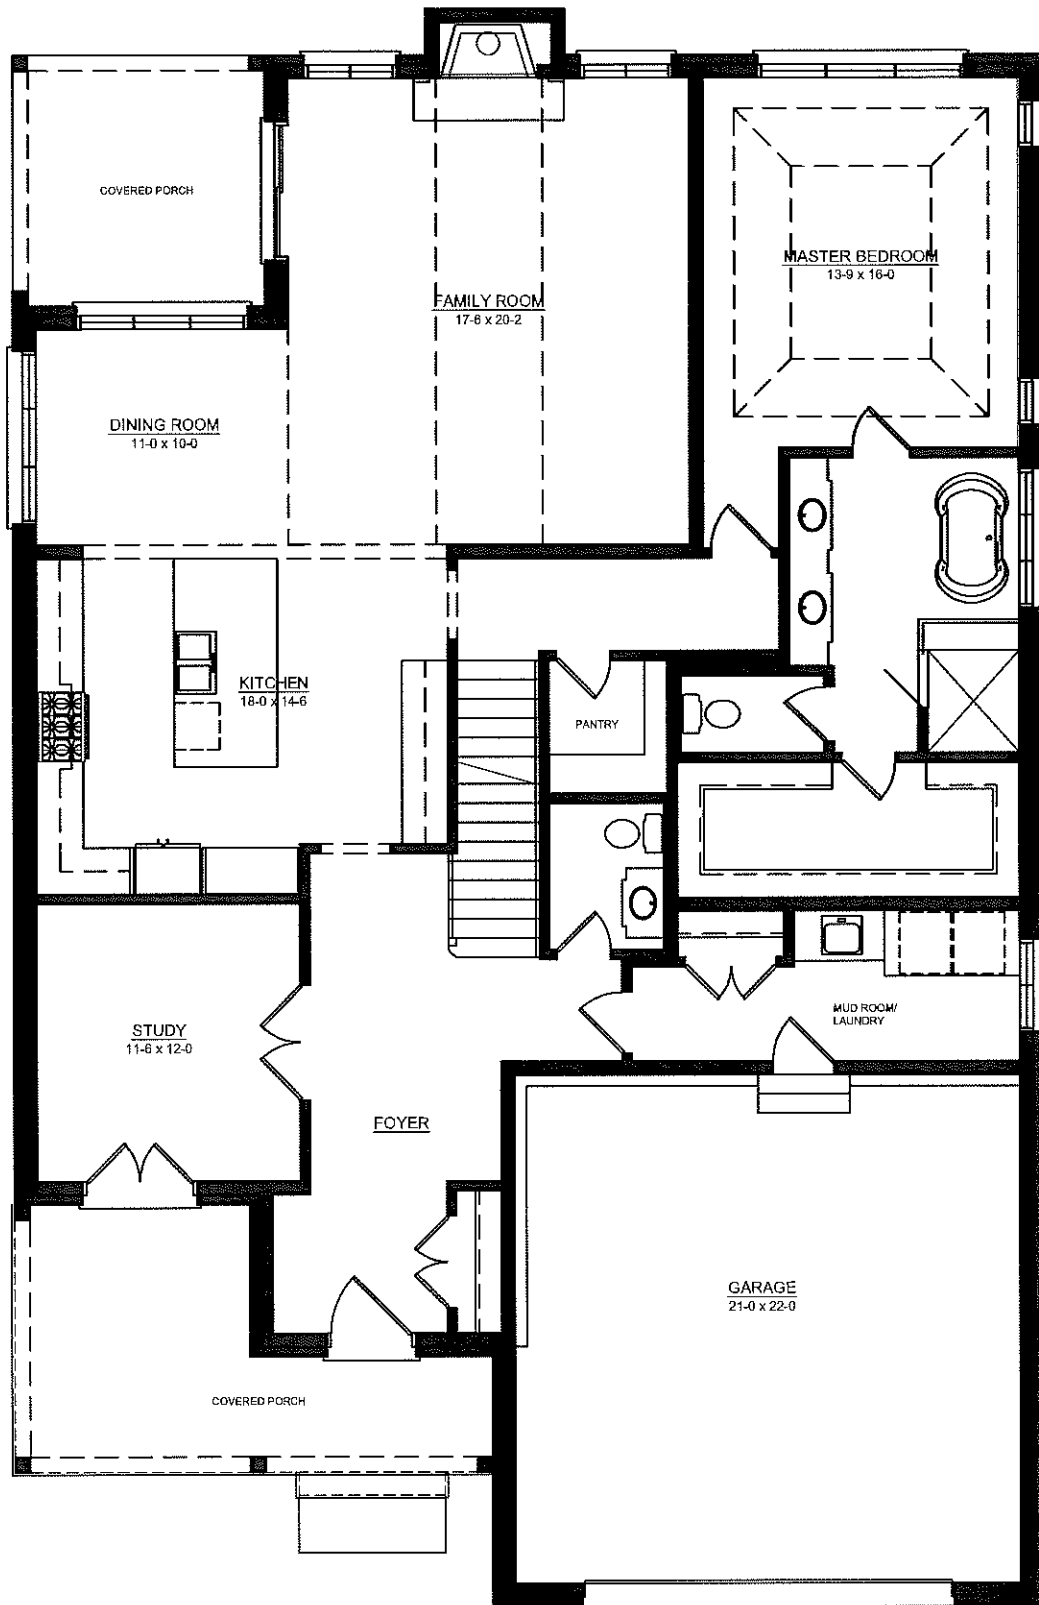 COVERED PORCH
MASTER BEDROOM
13-9 x 16-0
FAMILY ROOM
17-6 x 20-2
DINING ROOM
11-0 x 10-0
KITCHEN
18-0 x 14-6
PANTRY
MUD ROOM/
LAUNDRY
STUDY
11-6 x 12-0
FOYER
GARAGE
21-0 x 22-0
COVERED PORCH